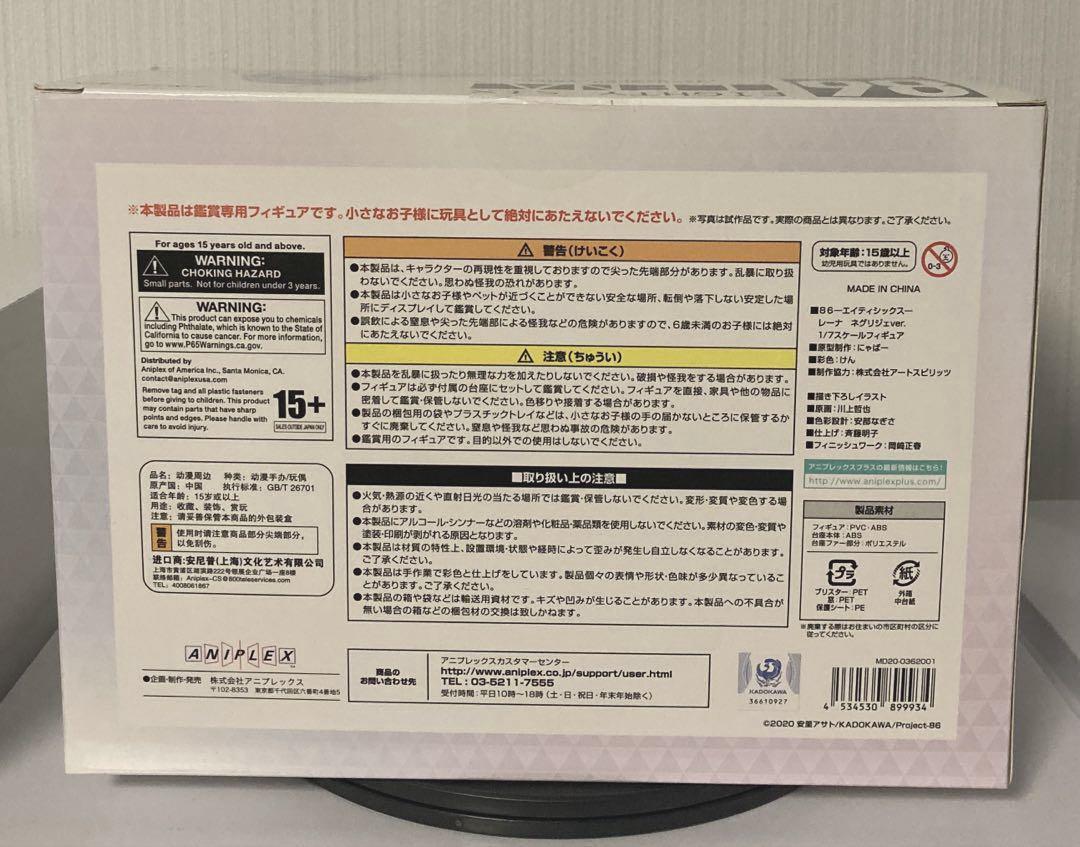 ※本製品は鑑賞専用フィギュアです。小さなお子様に玩具として絶対にあたえないでください。 ※写真は試作品です。実際の商品とは異なります。ご了承ください。
For ages 15 years old and above.
WARNING:
CHOKING HAZARD
Small parts. Not for children under 3 years.
WARNING:
This product can expose you to chemicals
including Phthalate, which is known to the State of
California to cause cancer. For more information,
go to www.P65Warnings.ca.gov.
Distributed by
Aniplex of America Inc., Santa Monica, CA.
contact@aniplexusa.com
Remove tag and all plastic fasteners
before giving to children. This product
may contain parts that have sharp
points and edges. Please handle with
care to avoid injury.
15+
SALES OUTSIDE JAPAN ONLY
品名：动漫周边 种类：动漫手办/玩偶
原产国：中国 执行标准：GB/T 26701
适合年龄：15岁或以上
用途：收藏、装饰、赏玩
注意：请妥善保管本商品的外包装盒
警告
使用时请注意商品部分尖端部分，
以免刮伤。
进口商：安尼普(上海)文化艺术有限公司
上海市黄浦区湖滨路222号领展企业广场一座8楼
联络邮箱：Aniplex-CS@800teleservices.com
TEL：4008061867
ANIPLEX
●企画・制作・発売 株式会社アニプレックス
〒102-8353 東京都千代田区六番町4番地5
警告（けいこく）
●本製品は、キャラクターの再現性を重視しておりますので尖った先端部分があります。乱暴に取り扱
わないでください。思わぬ怪我の恐れがあります。
●本製品は小さなお子様やペットが近づくことができない安全な場所、転倒や落下しない安定した場
所にディスプレイして鑑賞してください。
●誤飲による窒息や尖った先端部による怪我などの危険がありますので、6歳未満のお子様には絶対
にあたえないでください。
注意（ちゅうい）
●本製品を乱暴に扱ったり無理な力を加えたりしないでください。破損や怪我をする場合があります。
●フィギュアは必ず付属の台座にセットして鑑賞してください。フィギュアを直接、家具や他の物品に
密着して鑑賞・保管しないでください。色移りや接着する場合があります。
●製品の梱包用の袋やプラスチックトレイなどは、小さなお子様の手の届かないところに保管するか
すぐに廃棄してください。窒息や怪我など思わぬ事故の危険があります。
●鑑賞用のフィギュアです。目的以外での使用はしないでください。
■取り扱い上の注意■
●火気・熱源の近くや直射日光の当たる場所では鑑賞・保管しないでください。変形・変質や変色する場
合があります。
●本製品にアルコール・シンナーなどの溶剤や化粧品・薬品類を使用しないでください。素材の変色・変質や
塗装・印刷が剥がれる原因となります。
●本製品は材質の特性上、設置環境・状態や経時によって歪みが発生し自立しなくなることがあります。
ご了承ください。
●本製品は手作業で彩色と仕上げをしています。製品個々の表情や形状・色味が多少異なっていること
がありますが、ご了承ください。
●本製品の箱や袋などは輸送用資材です。キズや凹みが生じることがあります。本製品への不具合が
無い場合の箱などの梱包材の交換は致しかねます。
商品の
お問い合わせ先
アニプレックスカスタマーセンター
http://www.aniplex.co.jp/support/user.html
TEL : 03-5211-7555
受付時間：平日10時〜18時（土・日・祝日・年末年始除く）
対象年齢：15歳以上
幼児用玩具ではありません。
0-3
MADE IN CHINA
■８６ーエイティシックスー
レーナ ネグリジェver.
1/7スケールフィギュア
■原型制作：にゃばー
■彩色：けん
■制作協力：株式会社アートスピリッツ
■描き下ろしイラスト
■原画：川上哲也
■色彩設計：安部なぎさ
■仕上げ：斉藤明子
■フィニッシュワーク：岡﨑正春
アニプレックスプラスの最新情報はこちら!
http://www.aniplexplus.com/
製品素材
フィギュア：PVC・ABS
台座本体：ABS
台座ファー部分：ポリエステル
プラ
紙
ブリスター：PET
窓：PET
保護シート：PE
外箱
中台紙
※廃棄する際はお住まいの市区町村の区分に
従ってください。
KADOKAWA
36610927
MD20-0362001
4 534530 899934
©2020 安里アサト/KADOKAWA/Project-86